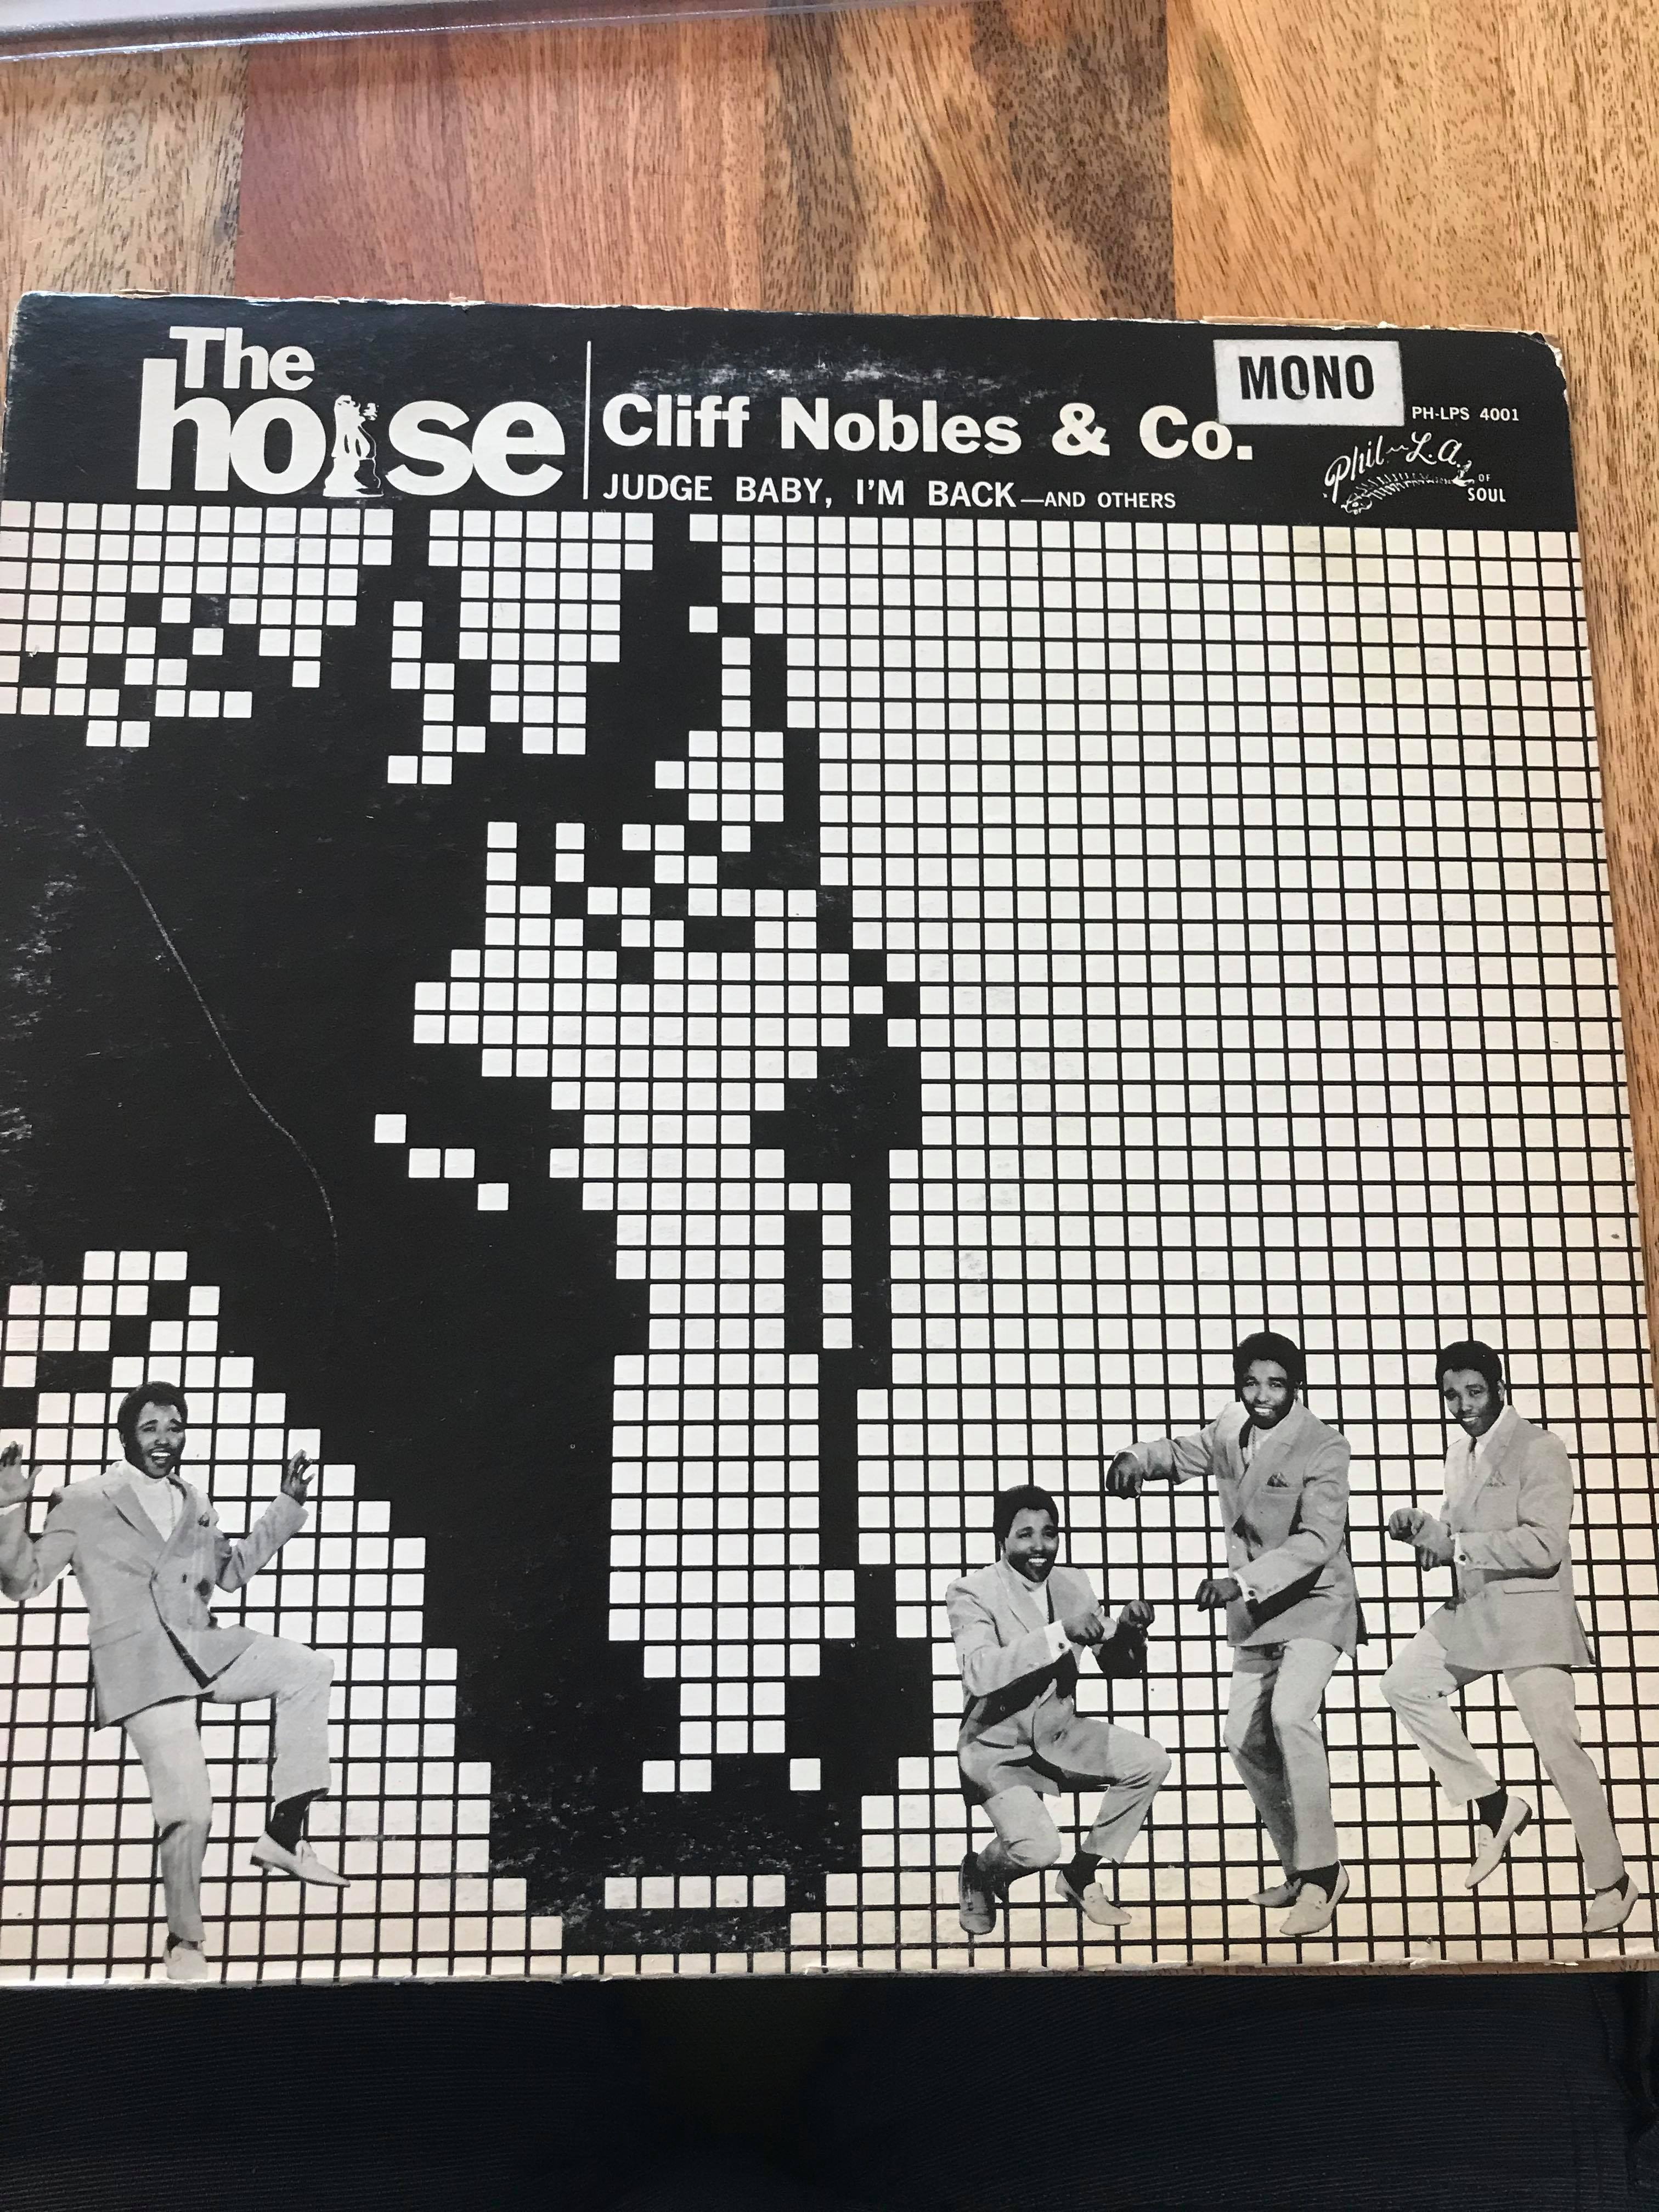 The
horse
Cliff Nobles & Co.
JUDGE BABY, I'M BACK—AND OTHERS
MONO
PH-LPS 4001
Phil-L.A.
OF
SOUL